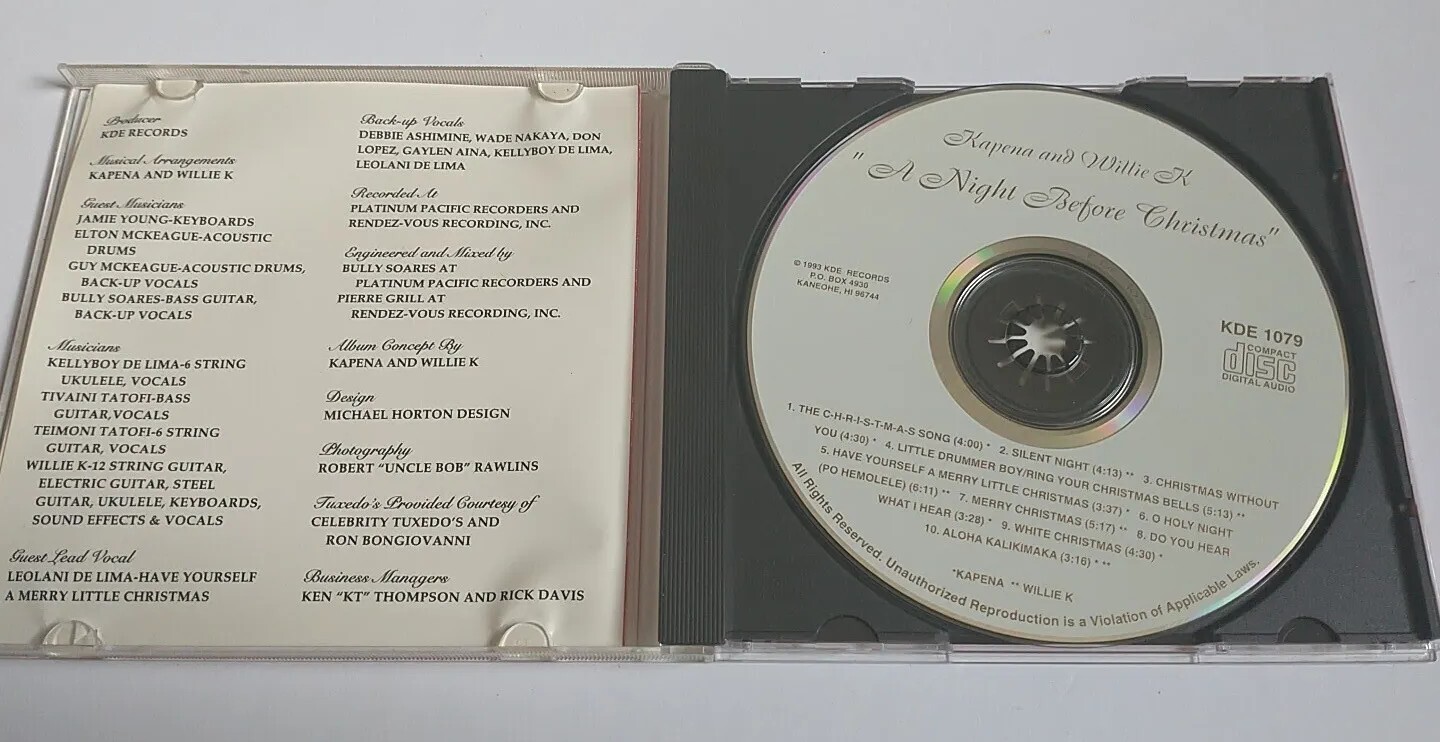 Producer
KDE RECORDS
Musical Arrangements
KAPENA AND WILLIE K
Guest Musicians
JAMIE YOUNG-KEYBOARDS
ELTON MCKEAGUE-ACOUSTIC
DRUMS
GUY MCKEAGUE-ACOUSTIC DRUMS,
BACK-UP VOCALS
BULLY SOARES-BASS GUITAR,
BACK-UP VOCALS
Musicians
KELLYBOY DE LIMA-6 STRING
UKULELE, VOCALS
TIVAINI TATOFI-BASS
GUITAR,VOCALS
TEIMONI TATOFI-6 STRING
GUITAR, VOCALS
WILLIE K-12 STRING GUITAR,
ELECTRIC GUITAR, STEEL
GUITAR, UKULELE, KEYBOARDS,
SOUND EFFECTS & VOCALS
Guest Lead Vocal
LEOLANI DE LIMA-HAVE YOURSELF
A MERRY LITTLE CHRISTMAS
Back-up Vocals
DEBBIE ASHIMINE, WADE NAKAYA, DON
LOPEZ, GAYLEN AINA, KELLYBOY DE LIMA,
LEOLANI DE LIMA
Recorded At
PLATINUM PACIFIC RECORDERS AND
RENDEZ-VOUS RECORDING, INC.
Engineered and Mixed by
BULLY SOARES AT
PLATINUM PACIFIC RECORDERS AND
PIERRE GRILL AT
RENDEZ-VOUS RECORDING, INC.
Album Concept By
KAPENA AND WILLIE K
Design
MICHAEL HORTON DESIGN
Photography
ROBERT "UNCLE BOB" RAWLINS
Tuxedo's Provided Courtesy of
CELEBRITY TUXEDO'S AND
RON BONGIOVANNI
Business Managers
KEN "KT" THOMPSON AND RICK DAVIS
Kapena and Willie K
"A Night Before Christmas"
© 1993 KDE RECORDS
P.O. BOX 4930
KANEOHE, HI 96744
KDE 1079
COMPACT
disc
DIGITAL AUDIO
1. THE C-H-R-I-S-T-M-A-S SONG (4:00) * 2. SILENT NIGHT (4:13) ** 3. CHRISTMAS WITHOUT
YOU (4:30) * 4. LITTLE DRUMMER BOY/RING YOUR CHRISTMAS BELLS (5:13) **
5. HAVE YOURSELF A MERRY LITTLE CHRISTMAS (3:37) * 6. O HOLY NIGHT
(PO HEMOLELE) (6:11) ** 7. MERRY CHRISTMAS (5:17) ** 8. DO YOU HEAR
WHAT I HEAR (3:28) * 9. WHITE CHRISTMAS (4:30) *
10. ALOHA KALIKIMAKA (3:16) * **
*KAPENA ** WILLIE K
All Rights Reserved. Unauthorized Reproduction is a Violation of Applicable Laws.